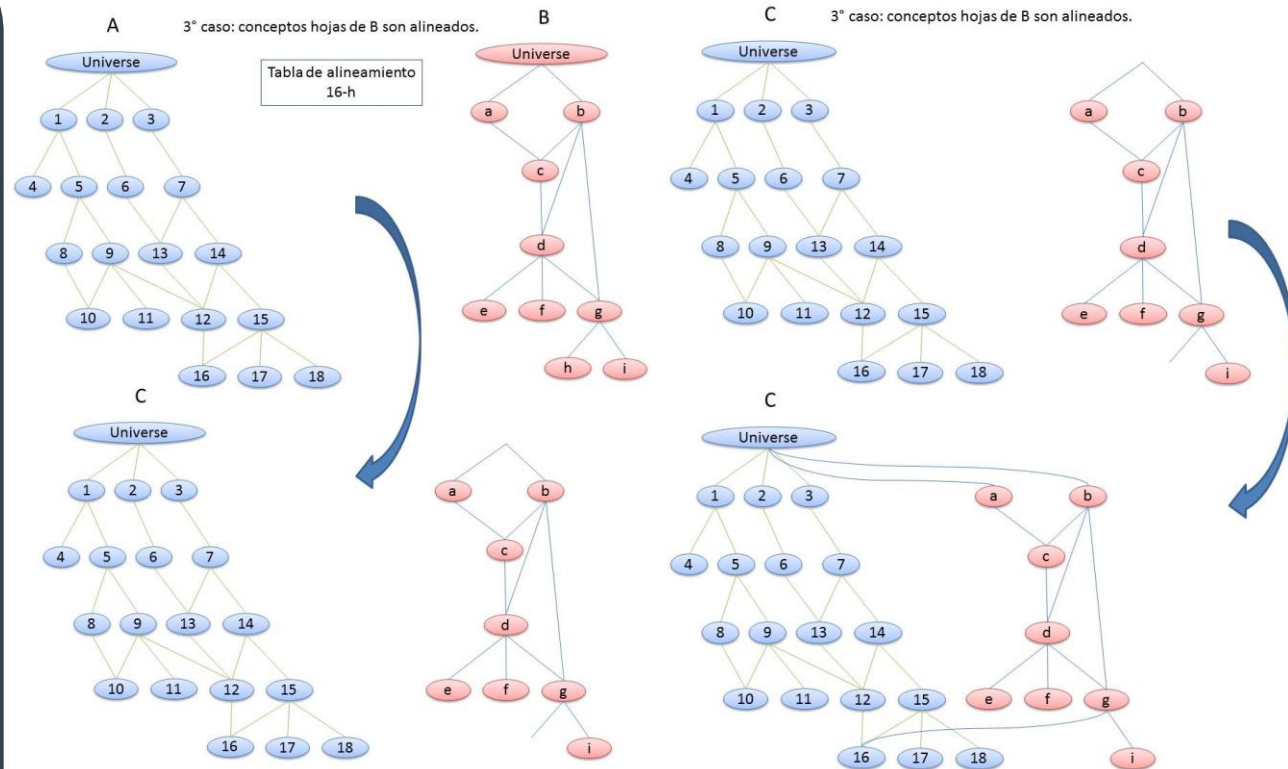 A
3° caso: conceptos hojas de B son alineados.
Universe
Tabla de alineamiento
16-h
1 2 3
4 5 6 7
8 9 13 14
10 11 12 15
16 17 18
B
Universe
a b
c
d
e f g
h i
C
Universe
1 2 3
4 5 6 7
8 9 13 14
10 11 12 15
16 17 18
a b
c
d
e f g
i
C
3° caso: conceptos hojas de B son alineados.
Universe
1 2 3
4 5 6 7
8 9 13 14
10 11 12 15
16 17 18
a b
c
d
e f g
i
C
Universe
1 2 3
4 5 6 7
8 9 13 14
10 11 12 15
16 17 18
a b
c
d
e f g
i